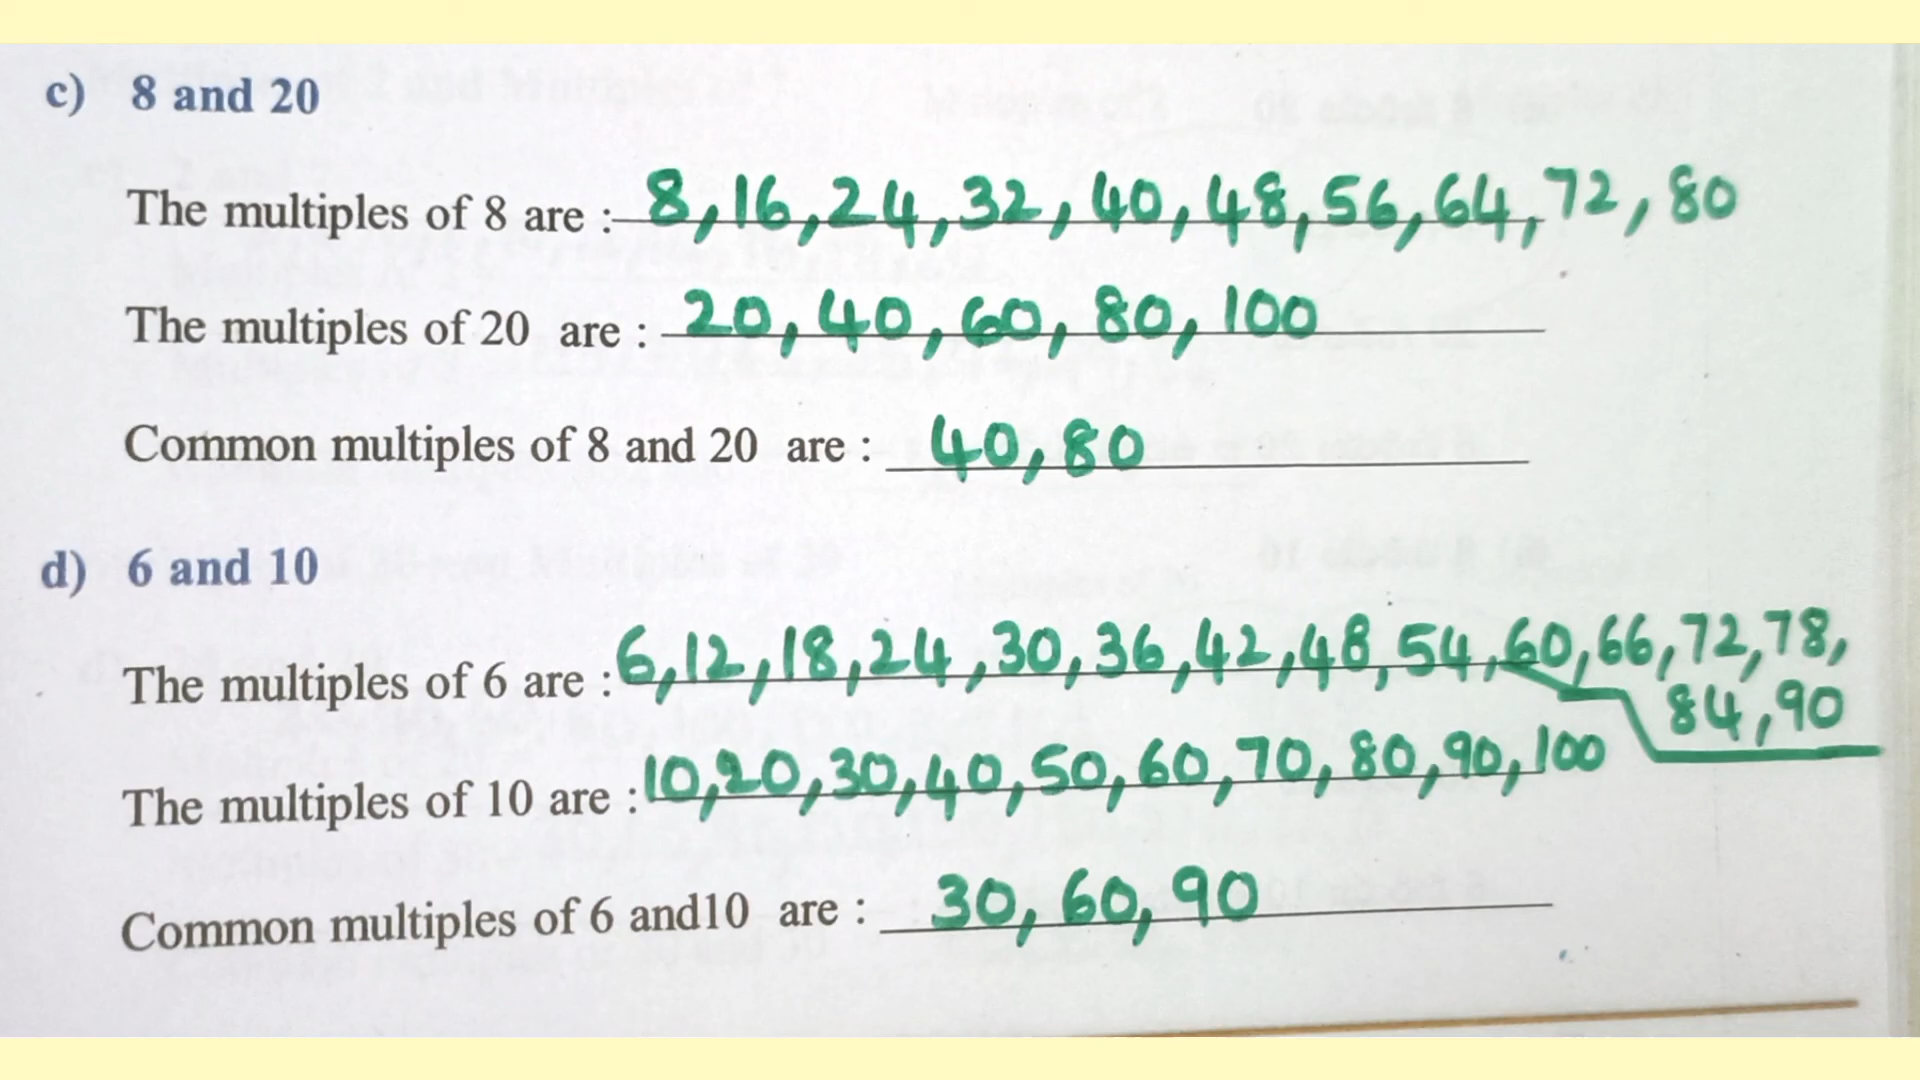 c) 8 and 20
The multiples of 8 are : 8, 16, 24, 32, 40, 48, 56, 64, 72, 80
The multiples of 20 are : 20, 40, 60, 80, 100
Common multiples of 8 and 20 are : 40, 80
d) 6 and 10
The multiples of 6 are : 6, 12, 18, 24, 30, 36, 42, 48, 54, 60, 66, 72, 78,
84, 90
The multiples of 10 are : 10, 20, 30, 40, 50, 60, 70, 80, 90, 100
Common multiples of 6 and10 are : 30, 60, 90